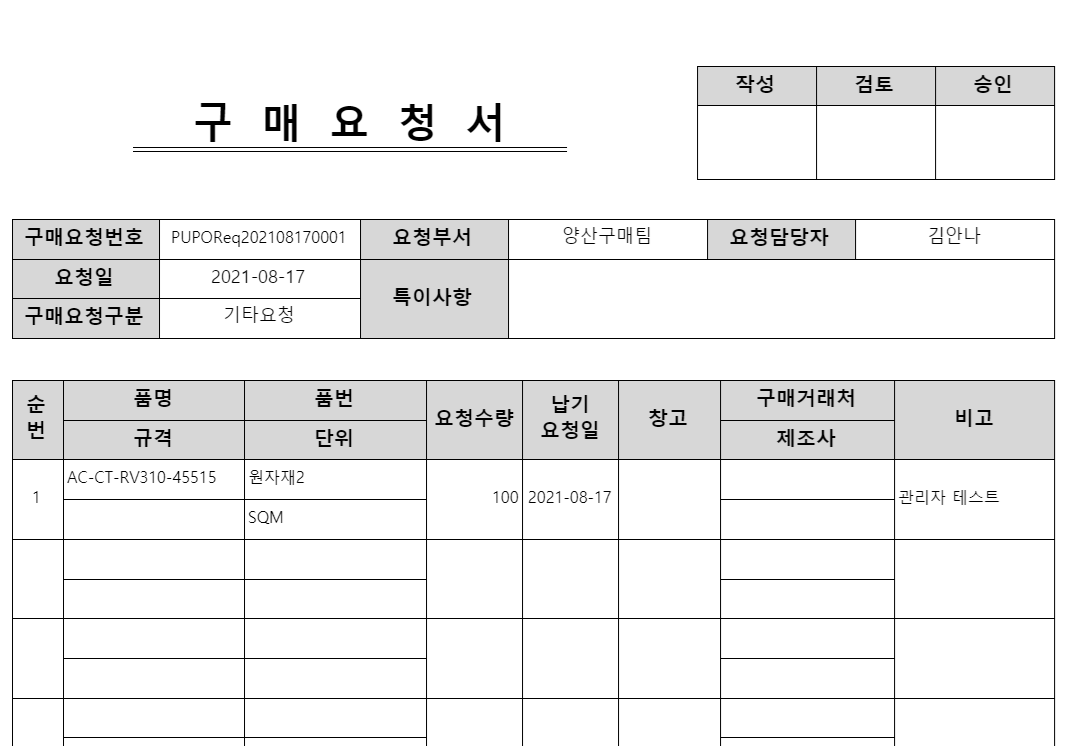 작성 검토 승인
구 매 요 청 서
구매요청번호 PUPOReq202108170001 요청부서 양산구매팀 요청담당자 김안나
요청일 2021-08-17 특이사항
구매요청구분 기타요청
순번 품명 품번 요청수량 납기 요청일 창고 구매거래처 비고
규격 단위 제조사
1 AC-CT-RV310-45515 원자재2 100 2021-08-17 관리자 테스트
SQM